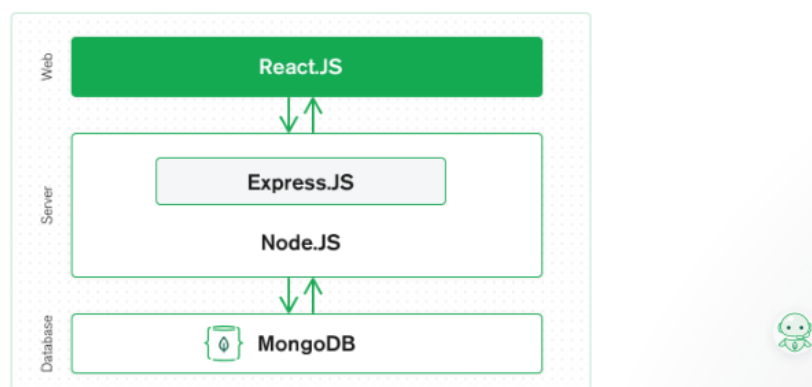 Web
React.JS
Server
Express.JS
Node.JS
Database
MongoDB